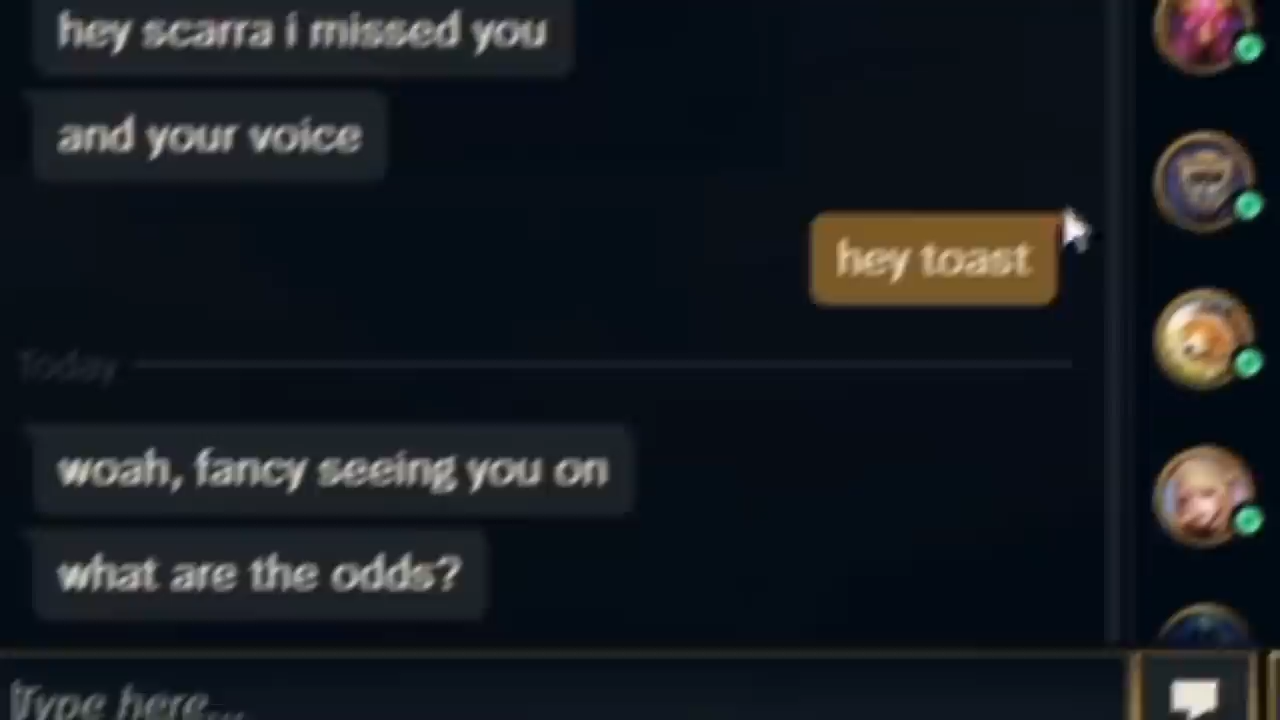 hey scarra i missed you
and your voice
hey toast
Today
woah, fancy seeing you on
what are the odds?
Type here...